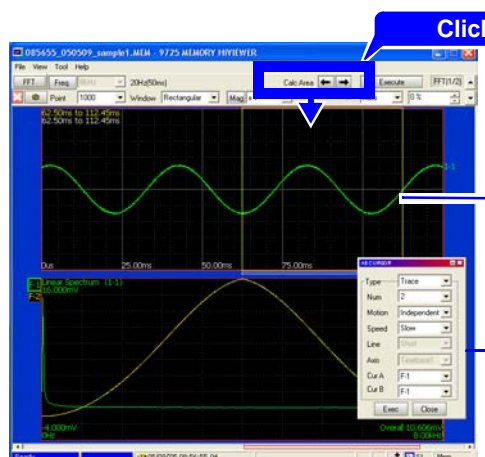 Click
085655_050509_sample1.MEM - 9725 MEMORY HIVIEWER
File View Tool Help
FFT Freq 20Hz(50ms) Calc Area Execute FFT(1/2)
Point 1000 Window Rectangular Mag 0 %
62.50ms to 112.45ms
62.50ms to 112.45ms
1-1
0us 25.00ms 50.00ms 75.00ms
F-1 Linear Spectrum (1-1)
F-2 16.000mV
AB CURSOR
Type Trace
Num 2
Motion Independent
Speed Slow
Line
Axis
Cur A F-1
Cur B F-1
Exec Close
-4.000mV Overall 10.606mV
0Hz 8.00kHz